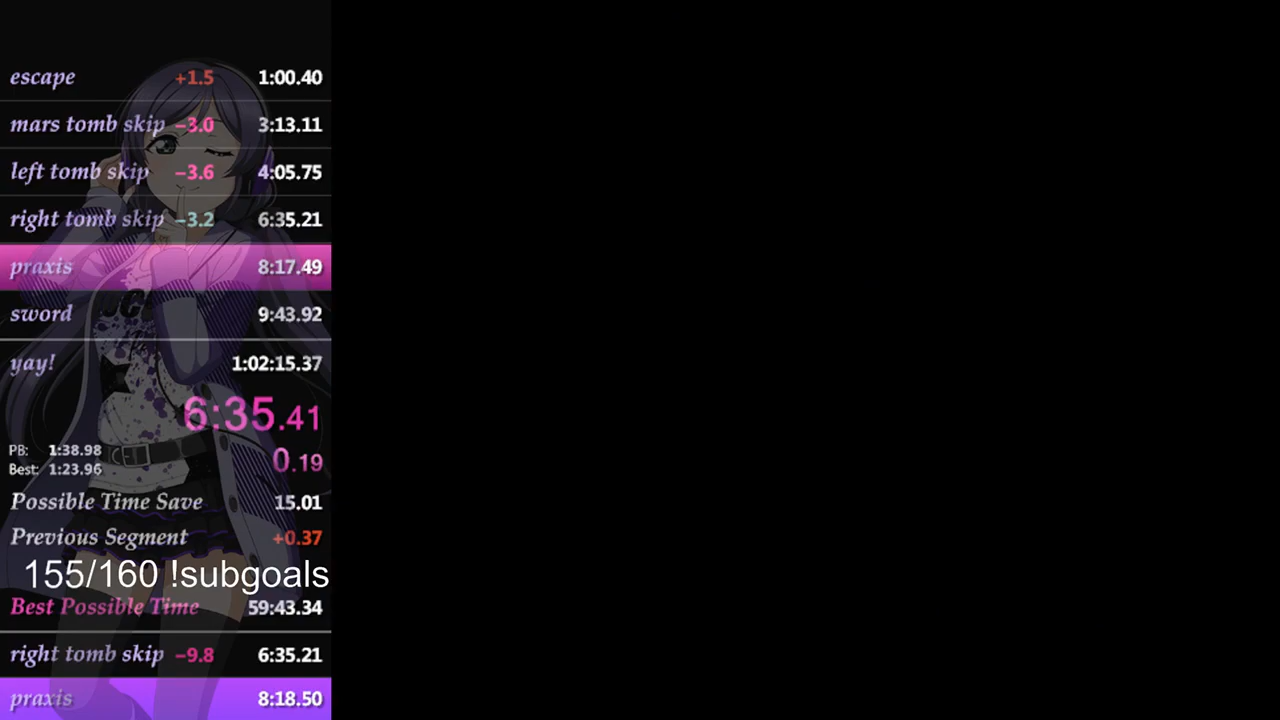 escape +1.5 1:00.40
mars tomb skip −3.0 3:13.11
left tomb skip −3.6 4:05.75
right tomb skip −3.2 6:35.21
praxis 8:17.49
sword 9:43.92
yay! 1:02:15.37
6:35.41
PB: 1:38.98
0.19
Best: 1:23.96
Possible Time Save 15.01
Previous Segment +0.37
155/160 !subgoals
Best Possible Time 59:43.34
right tomb skip −9.8 6:35.21
praxis 8:18.50